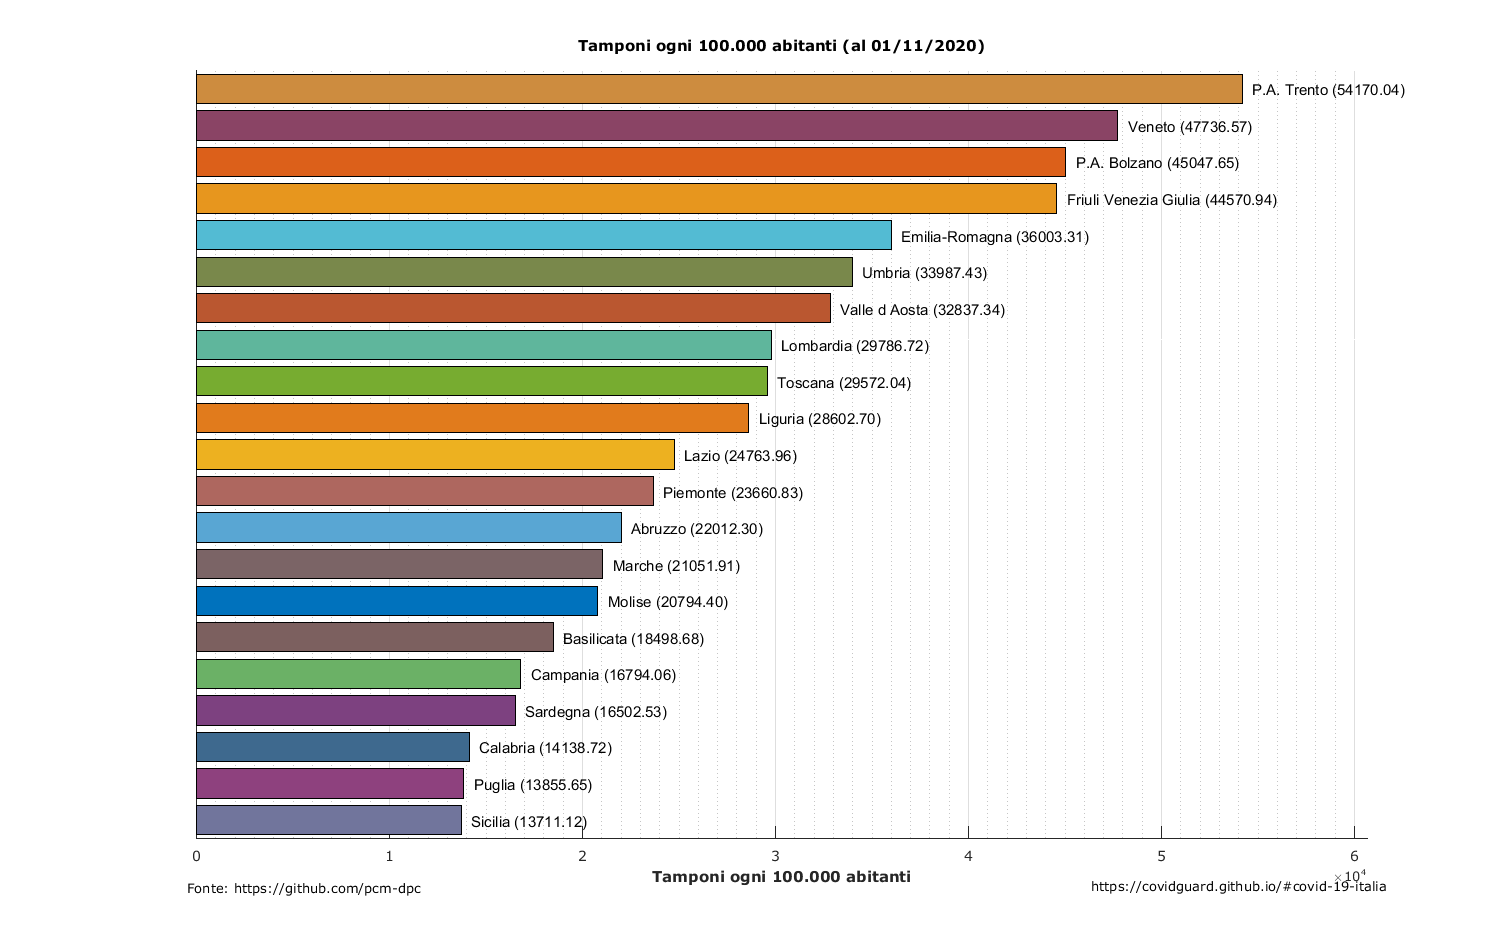 Tamponi ogni 100.000 abitanti (al 01/11/2020)
P.A. Trento (54170.04)
Veneto (47736.57)
P.A. Bolzano (45047.65)
Friuli Venezia Giulia (44570.94)
Emilia-Romagna (36003.31)
Umbria (33987.43)
Valle d Aosta (32837.34)
Lombardia (29786.72)
Toscana (29572.04)
Liguria (28602.70)
Lazio (24763.96)
Piemonte (23660.83)
Abruzzo (22012.30)
Marche (21051.91)
Molise (20794.40)
Basilicata (18498.68)
Campania (16794.06)
Sardegna (16502.53)
Calabria (14138.72)
Puglia (13855.65)
Sicilia (13711.12)
0 1 2 3 4 5 6
×10⁴
Tamponi ogni 100.000 abitanti
Fonte: https://github.com/pcm-dpc
https://covidguard.github.io/#covid-19-italia